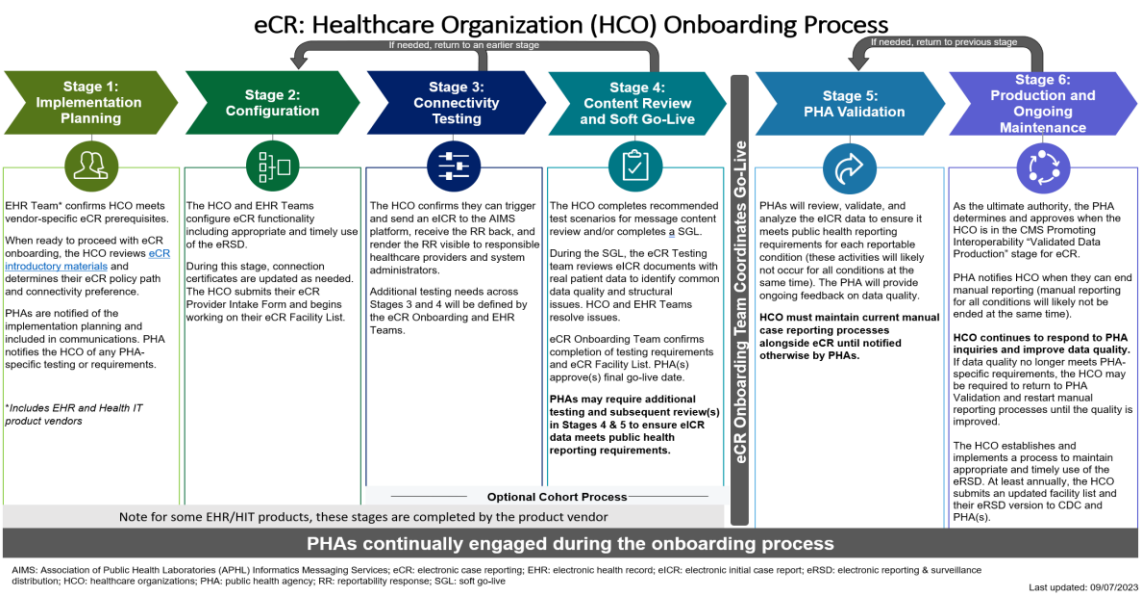 eCR: Healthcare Organization (HCO) Onboarding Process
If needed, return to an earlier stage
If needed, return to previous stage
Stage 1:
Implementation
Planning
Stage 2:
Configuration
Stage 3:
Connectivity
Testing
Stage 4:
Content Review
and Soft Go-Live
Stage 5:
PHA Validation
Stage 6:
Production and
Ongoing
Maintenance
EHR Team* confirms HCO meets
vendor-specific eCR prerequisites.
When ready to proceed with eCR
onboarding, the HCO reviews eCR
introductory materials and
determines their eCR policy path
and connectivity preference.
PHAs are notified of the
implementation planning and
included in communications. PHA
notifies the HCO of any PHA-
specific testing or requirements.
*Includes EHR and Health IT
product vendors
The HCO and EHR Teams
configure eCR functionality
including appropriate and timely use
of the eRSD.
During this stage, connection
certificates are updated as needed.
The HCO submits their eCR
Provider Intake Form and begins
working on their eCR Facility List.
The HCO confirms they can trigger
and send an eICR to the AIMS
platform, receive the RR back, and
render the RR visible to responsible
healthcare providers and system
administrators.
Additional testing needs across
Stages 3 and 4 will be defined by
the eCR Onboarding and EHR
Teams.
The HCO completes recommended
test scenarios for message content
review and/or completes a SGL.
During the SGL, the eCR Testing
team reviews eICR documents with
real patient data to identify common
data quality and structural
issues. HCO and EHR Teams
resolve issues.
eCR Onboarding Team confirms
completion of testing requirements
and eCR Facility List. PHA(s)
approve(s) final go-live date.
PHAs may require additional
testing and subsequent review(s)
in Stages 4 & 5 to ensure eICR
data meets public health
reporting requirements.
Optional Cohort Process
Note for some EHR/HIT products, these stages are completed by the product vendor
eCR Onboarding Team Coordinates Go-Live
PHAs will review, validate, and
analyze the eICR data to ensure it
meets public health reporting
requirements for each reportable
condition (these activities will likely
not occur for all conditions at the
same time). The PHA will provide
ongoing feedback on data quality.
HCO must maintain current manual
case reporting processes
alongside eCR until notified
otherwise by PHAs.
As the ultimate authority, the PHA
determines and approves when the
HCO is in the CMS Promoting
Interoperability “Validated Data
Production” stage for eCR.
PHA notifies HCO when they can end
manual reporting (manual reporting
for all conditions will likely not be
ended at the same time).
HCO continues to respond to PHA
inquiries and improve data quality.
If data quality no longer meets PHA-
specific requirements, the HCO may
be required to return to PHA
Validation and restart manual
reporting processes until the quality is
improved.
The HCO establishes and
implements a process to maintain
appropriate and timely use of the
eRSD. At least annually, the HCO
submits an updated facility list and
their eRSD version to CDC and
PHA(s).
PHAs continually engaged during the onboarding process
AIMS: Association of Public Health Laboratories (APHL) Informatics Messaging Services; eCR: electronic case reporting; EHR: electronic health record; eICR: electronic initial case report; eRSD: electronic reporting & surveillance
distribution; HCO: healthcare organizations; PHA: public health agency; RR: reportability response; SGL: soft go-live
Last updated: 09/07/2023